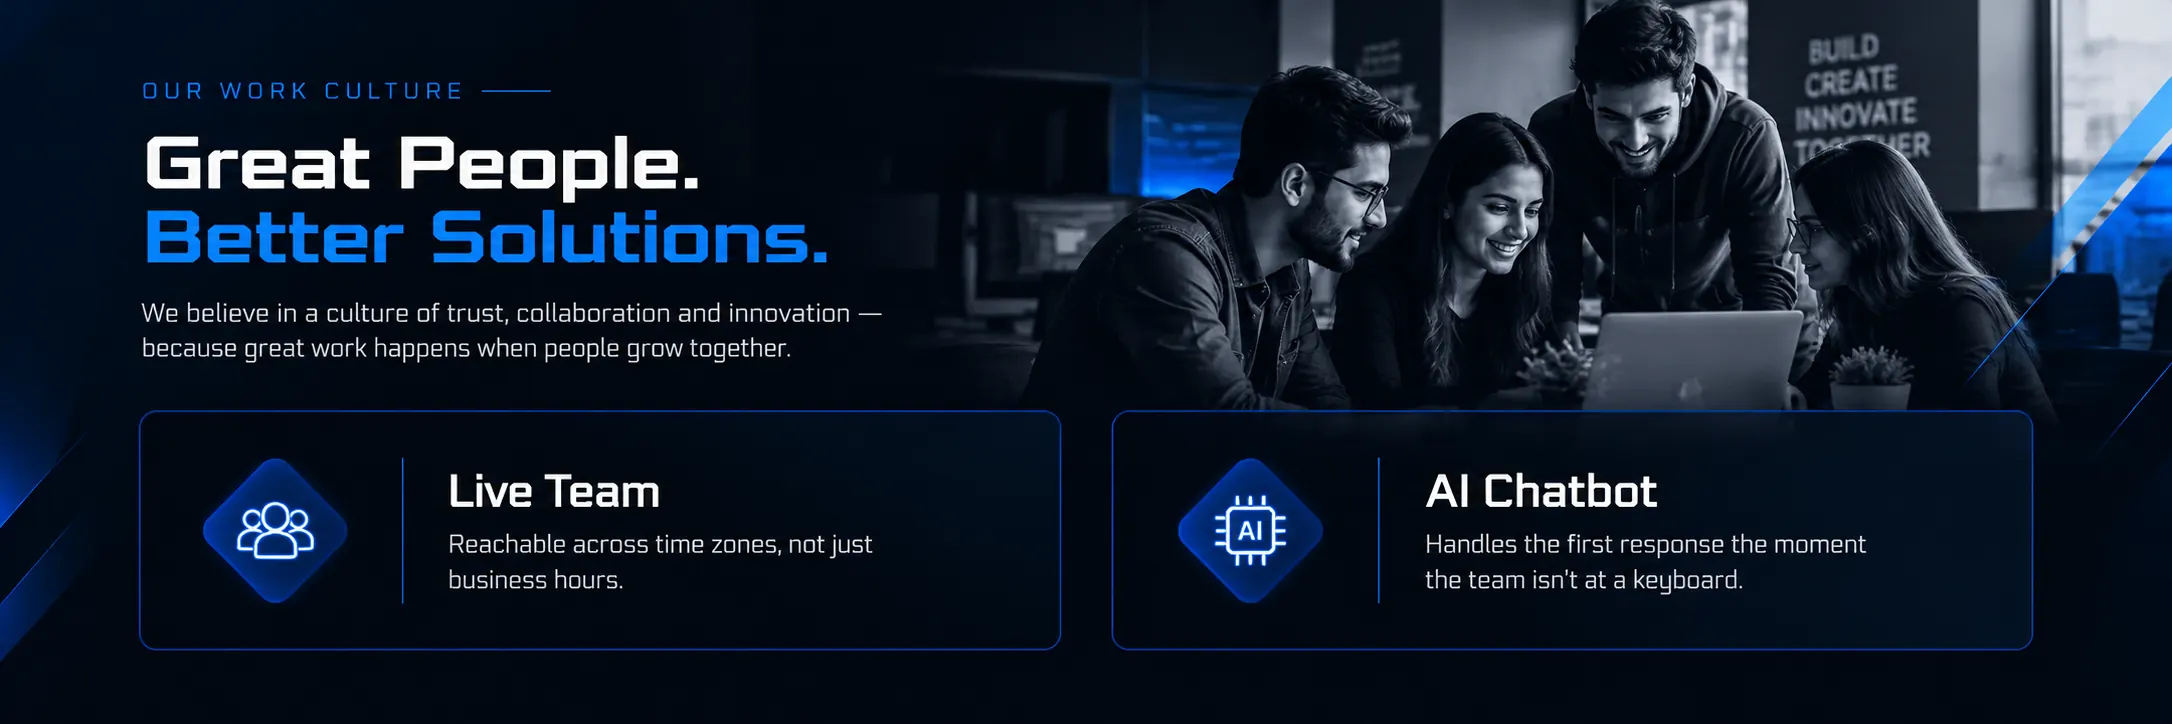 OUR WORK CULTURE
Great People.
Better Solutions.
We believe in a culture of trust, collaboration and innovation —
because great work happens when people grow together.
BUILD
CREATE
INNOVATE
TOGETHER
Live Team
Reachable across time zones, not just
business hours.
AI
AI Chatbot
Handles the first response the moment
the team isn't at a keyboard.